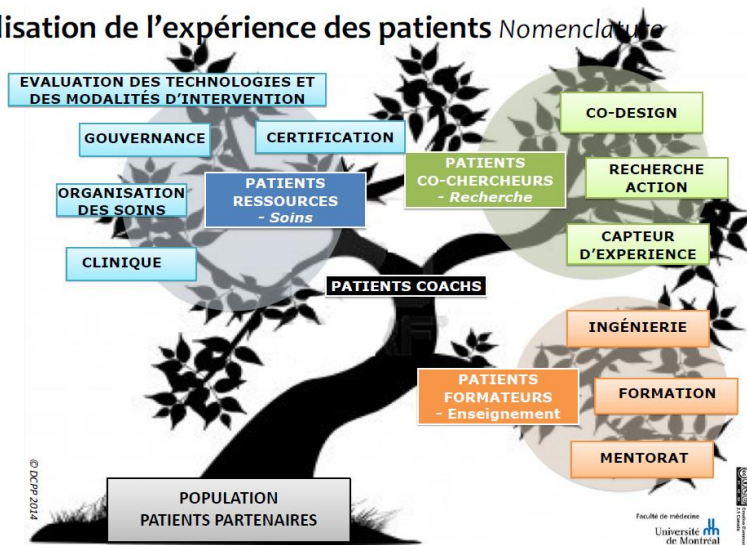 lisation de l'expérience des patients Nomenclature
EVALUATION DES TECHNOLOGIES ET
DES MODALITÉS D'INTERVENTION
GOUVERNANCE
CERTIFICATION
ORGANISATION
DES SOINS
PATIENTS
RESSOURCES
- Soins
CLINIQUE
PATIENTS
CO-CHERCHEURS
- Recherche
CO-DESIGN
RECHERCHE
ACTION
CAPTEUR
D'EXPERIENCE
PATIENTS COACHS
INGÉNIERIE
PATIENTS
FORMATEURS
- Enseignement
FORMATION
MENTORAT
POPULATION
PATIENTS PARTENAIRES
© DCPP 2014
Faculté de médecine
Université
de Montréal